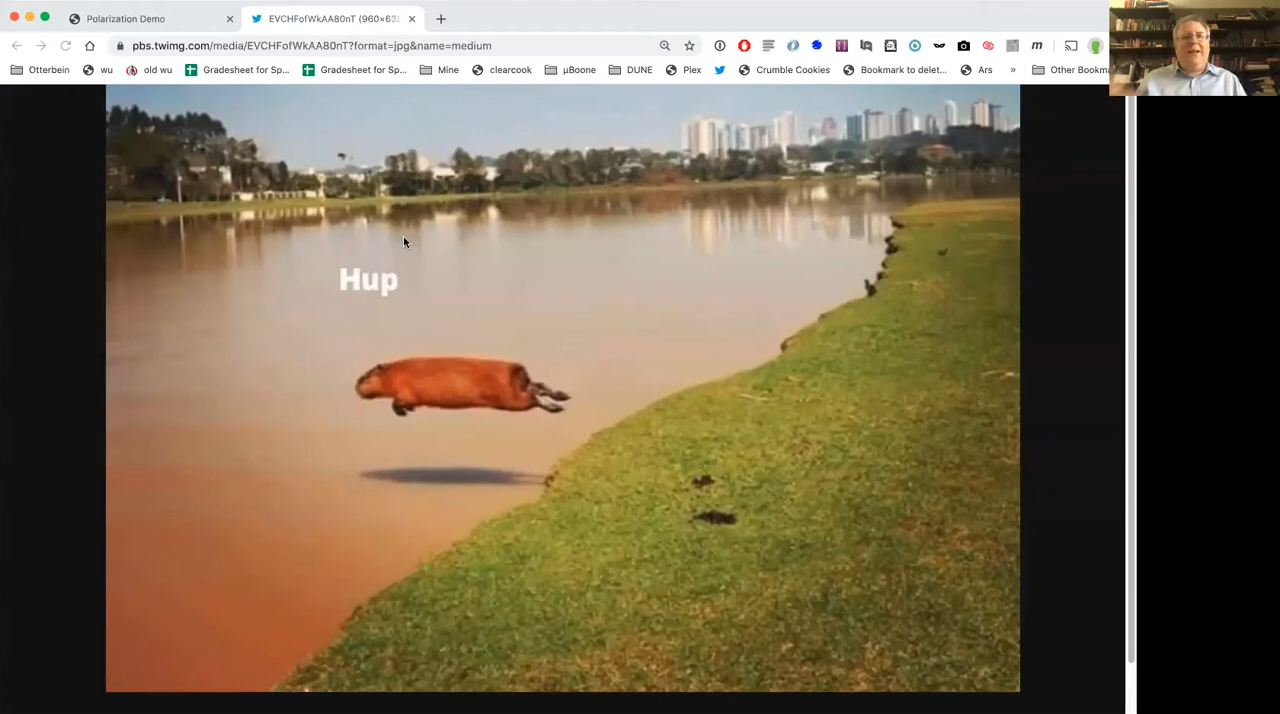 Polarization Demo
EVCHFofWkAA80nT (960×63
pbs.twimg.com/media/EVCHFofWkAA80nT?format=jpg&name=medium
Otterbein wu old wu Gradesheet for Sp... Gradesheet for Sp... Mine clearcook µBoone DUNE Plex Crumble Cookies Bookmark to delet... Ars » Other Bookma
Hup